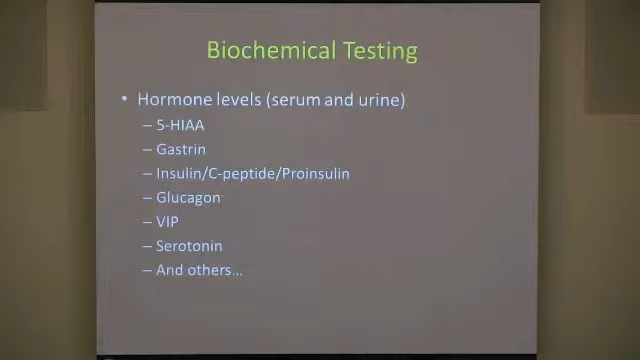 Biochemical Testing
• Hormone levels (serum and urine)
– 5-HIAA
– Gastrin
– Insulin/C-peptide/Proinsulin
– Glucagon
– VIP
– Serotonin
– And others…